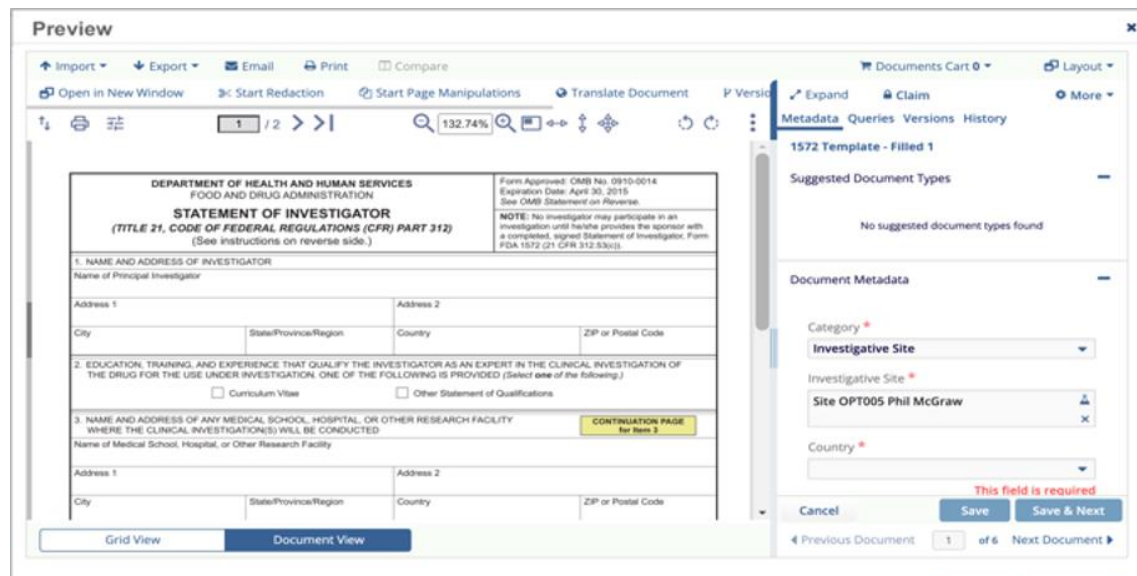 Preview
Import Export Email Print Compare Documents Cart 0 Layout
Open in New Window Start Redaction Start Page Manipulations Translate Document Versio
Expand Claim More
1 / 2 132.74%
Metadata Queries Versions History
1572 Template - Filled 1
Suggested Document Types
No suggested document types found
Document Metadata
Category *
Investigative Site
Investigative Site *
Site OPT005 Phil McGraw
Country *
This field is required
Cancel Save Save & Next
Previous Document 1 of 6 Next Document
DEPARTMENT OF HEALTH AND HUMAN SERVICES
FOOD AND DRUG ADMINISTRATION
STATEMENT OF INVESTIGATOR
(TITLE 21, CODE OF FEDERAL REGULATIONS (CFR) PART 312)
(See instructions on reverse side.)
Form Approved: OMB No. 0910-0014
Expiration Date: April 30, 2015
See OMB Statement on Reverse.
NOTE: No investigator may participate in an
investigation until he/she provides the sponsor with
a completed, signed Statement of Investigator, Form
FDA 1572 (21 CFR 312.53(c)).
1. NAME AND ADDRESS OF INVESTIGATOR
Name of Principal Investigator
Address 1 Address 2
City State/Province/Region Country ZIP or Postal Code
2. EDUCATION, TRAINING, AND EXPERIENCE THAT QUALIFY THE INVESTIGATOR AS AN EXPERT IN THE CLINICAL INVESTIGATION OF
THE DRUG FOR THE USE UNDER INVESTIGATION. ONE OF THE FOLLOWING IS PROVIDED (Select one of the following.)
Curriculum Vitae Other Statement of Qualifications
3. NAME AND ADDRESS OF ANY MEDICAL SCHOOL, HOSPITAL, OR OTHER RESEARCH FACILITY
WHERE THE CLINICAL INVESTIGATION(S) WILL BE CONDUCTED
CONTINUATION PAGE
for Item 3
Name of Medical School, Hospital, or Other Research Facility
Address 1 Address 2
City State/Province/Region Country ZIP or Postal Code
Grid View Document View